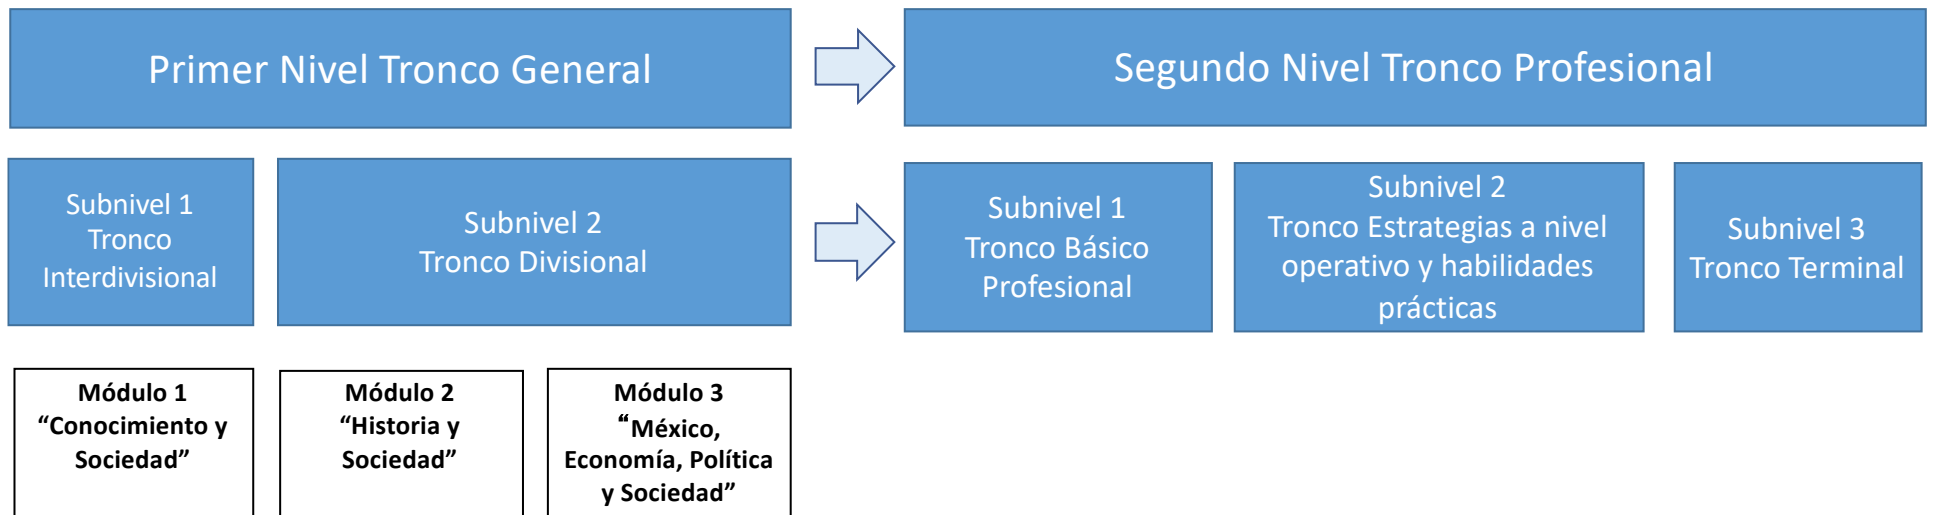 Primer Nivel Tronco General
Segundo Nivel Tronco Profesional
Subnivel 1
Tronco
Interdivisional
Subnivel 2
Tronco Divisional
Subnivel 1
Tronco Básico
Profesional
Subnivel 2
Tronco Estrategias a nivel
operativo y habilidades
prácticas
Subnivel 3
Tronco Terminal
Módulo 1
“Conocimiento y
Sociedad”
Módulo 2
“Historia y
Sociedad”
Módulo 3
“México,
Economía, Política
y Sociedad”